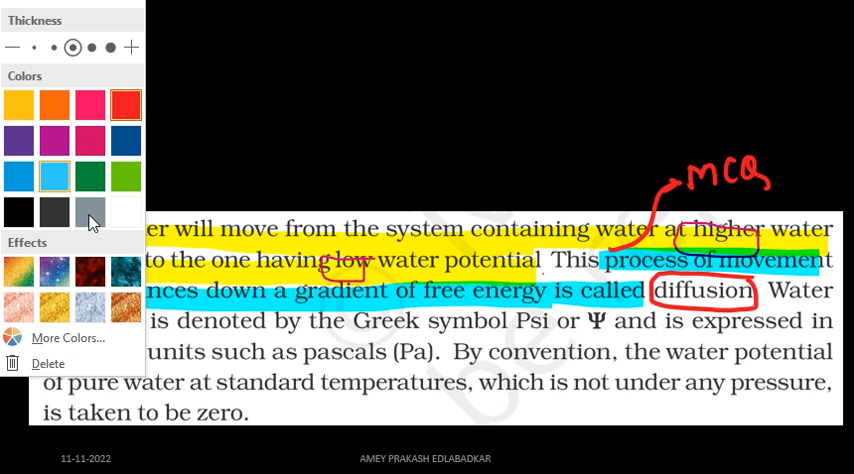 Thickness
Colors
Effects
More Colors...
Delete
MCQ
er will move from the system containing water at higher water
to the one having low water potential. This process of movement
nces down a gradient of free energy is called diffusion. Water
is denoted by the Greek symbol Psi or Ψ and is expressed in
units such as pascals (Pa). By convention, the water potential
of pure water at standard temperatures, which is not under any pressure,
is taken to be zero.
11-11-2022
AMEY PRAKASH EDLABADKAR